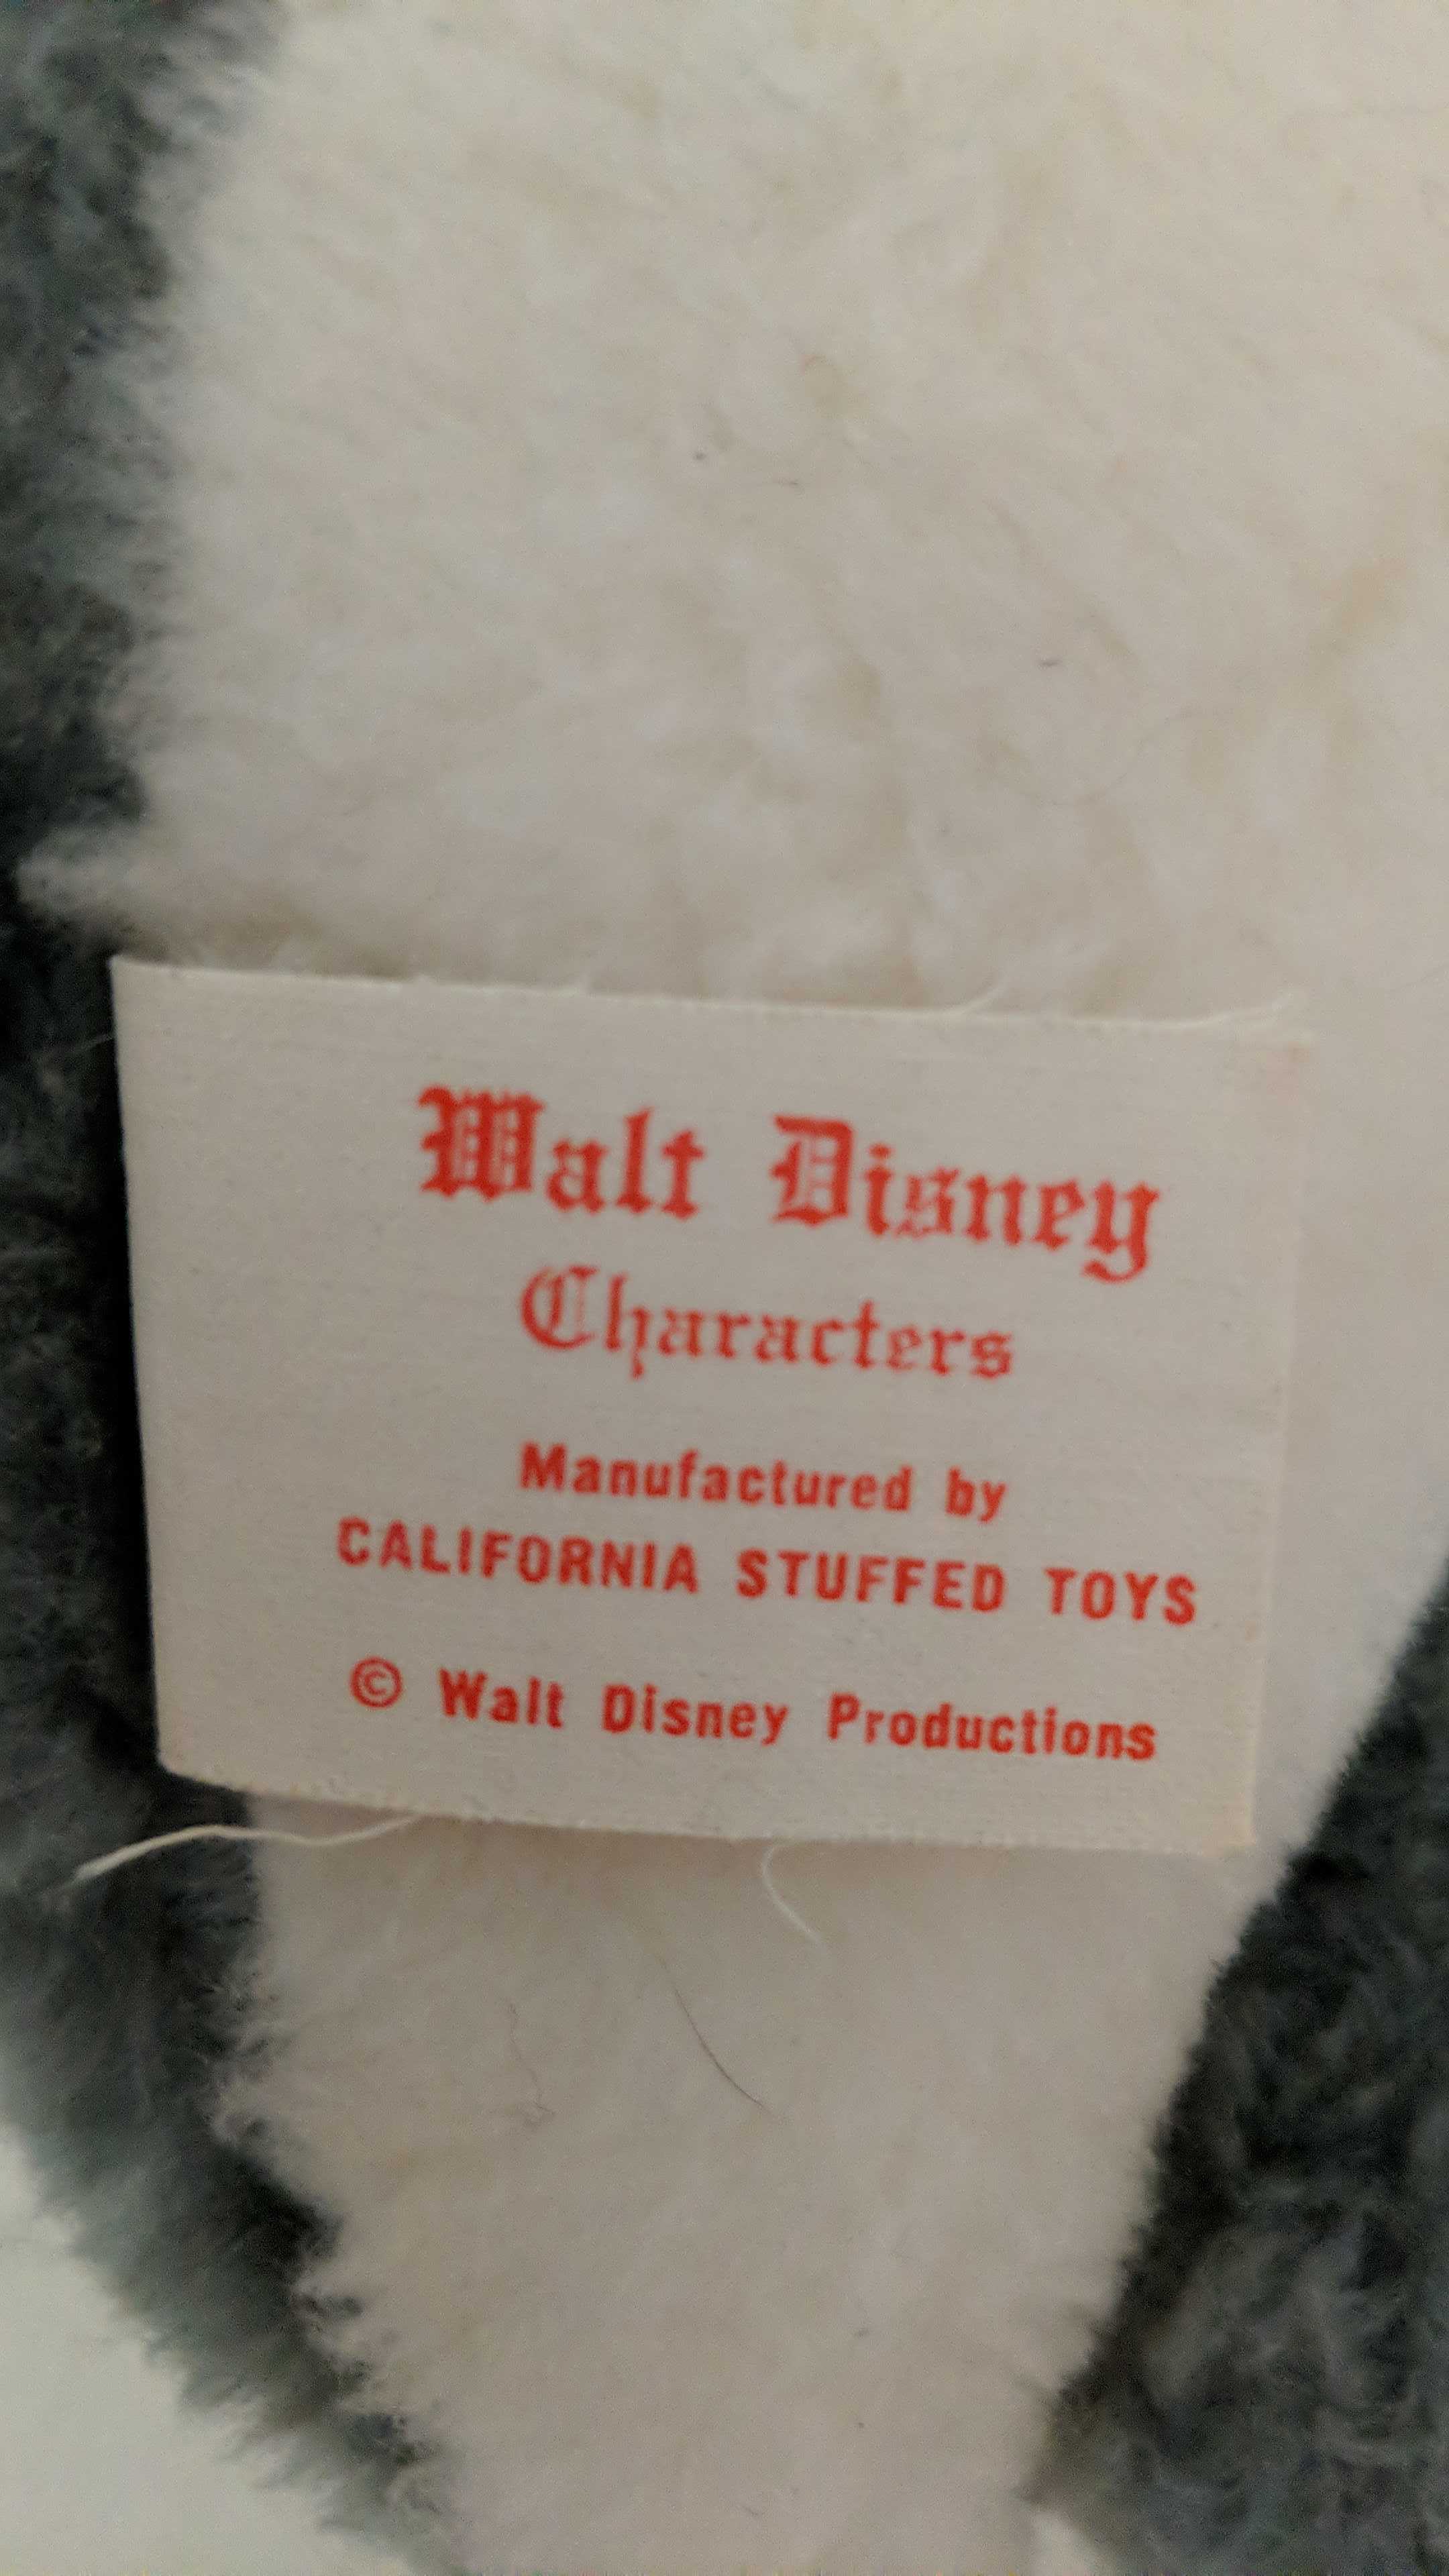 Walt Disney
Characters
Manufactured by
CALIFORNIA STUFFED TOYS
© Walt Disney Productions